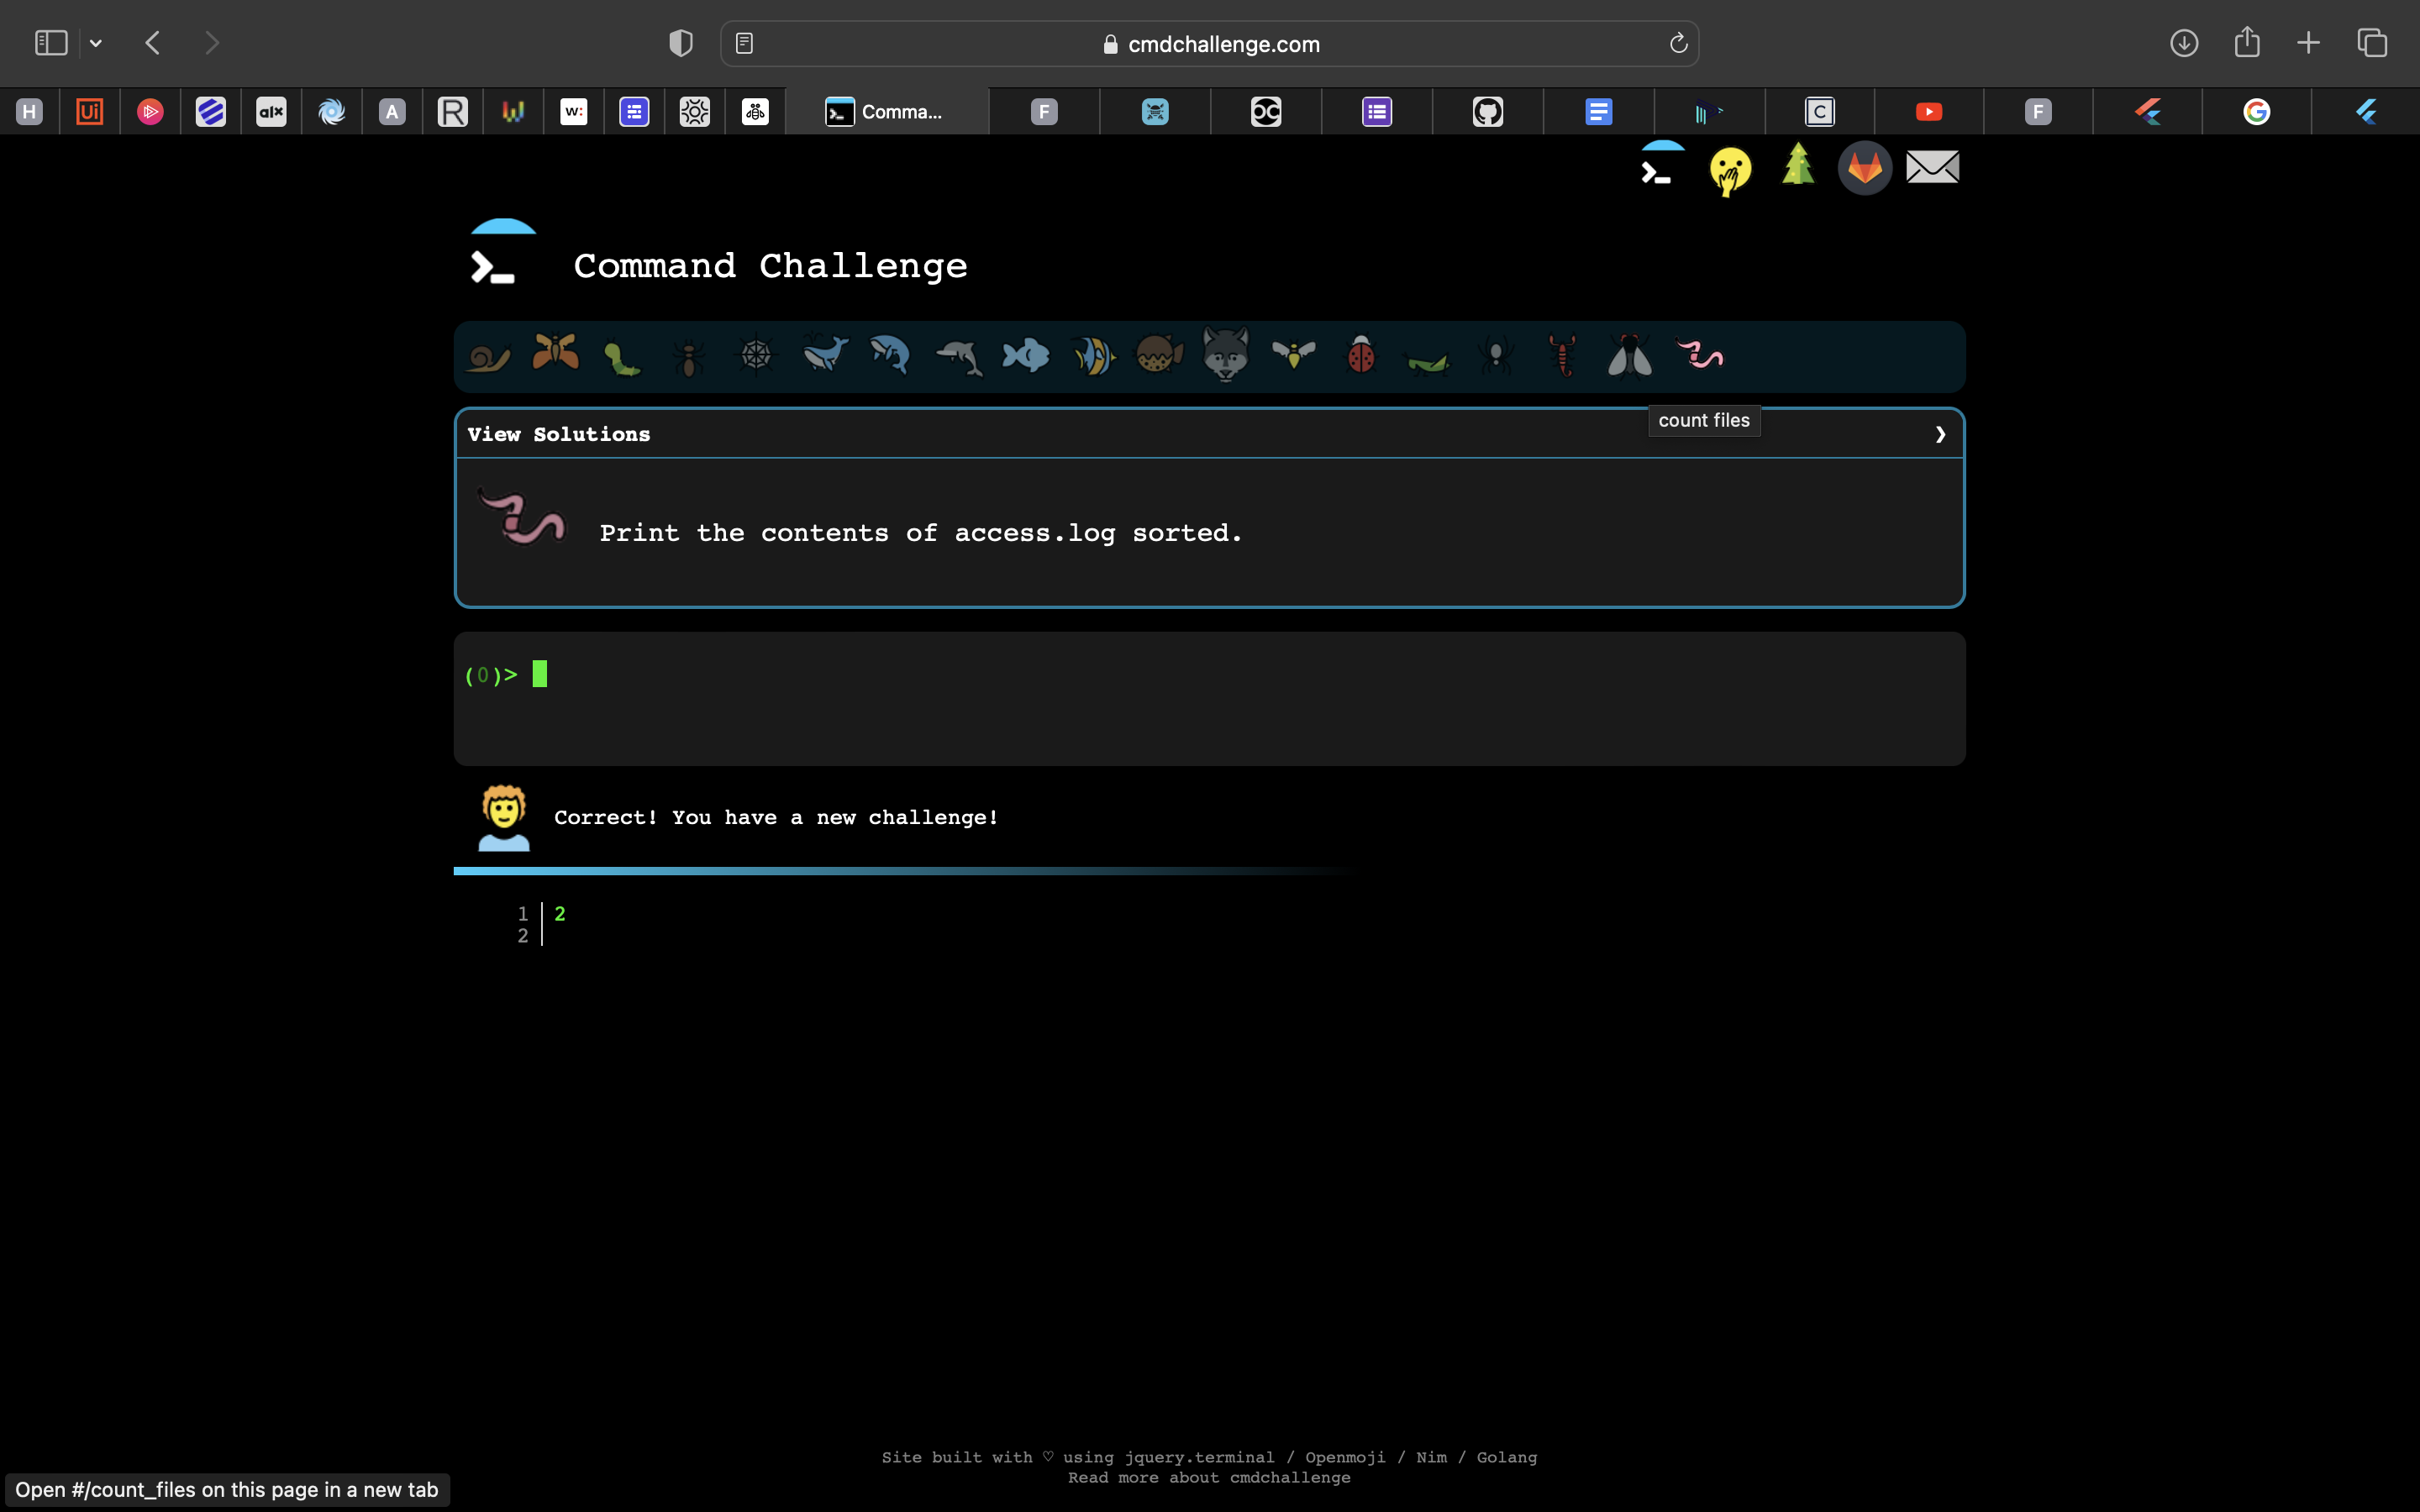 cmdchallenge.com
H
Ui
alx
A
R
w:
Comma...
F
C
F
G
Command Challenge
count files
View Solutions
Print the contents of access.log sorted.
(0)>
Correct! You have a new challenge!
1 2
2
Site built with ♡ using jquery.terminal / Openmoji / Nim / Golang
Read more about cmdchallenge
Open #/count_files on this page in a new tab